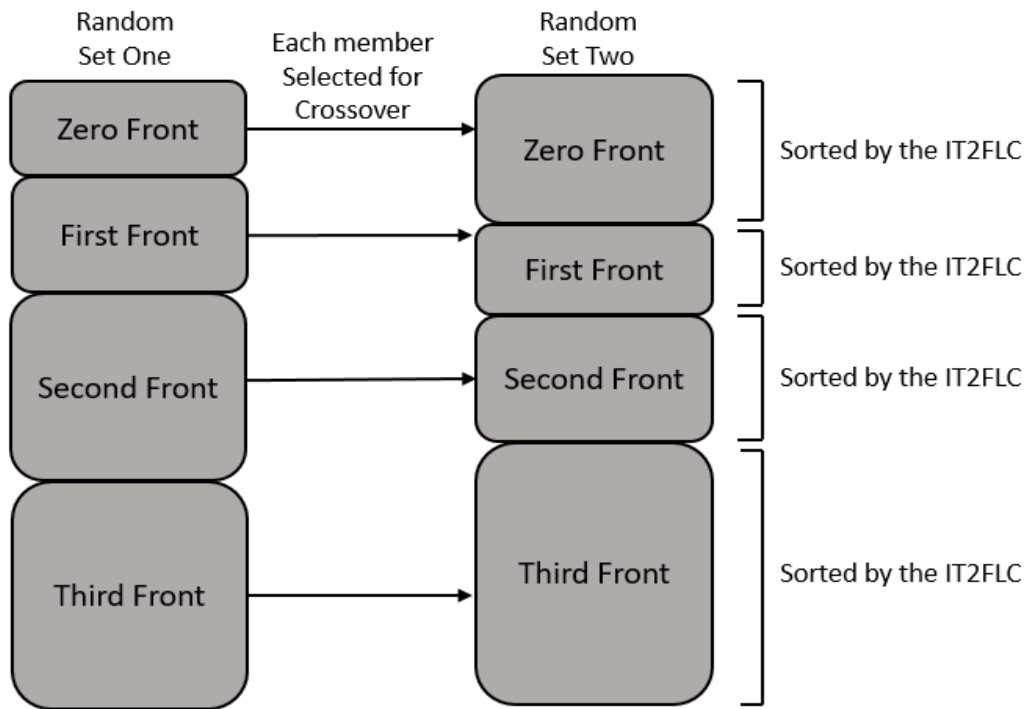 Random
Set One
Each member
Selected for
Crossover
Random
Set Two
Zero Front
Zero Front
Sorted by the IT2FLC
First Front
First Front
Sorted by the IT2FLC
Second Front
Second Front
Sorted by the IT2FLC
Third Front
Third Front
Sorted by the IT2FLC